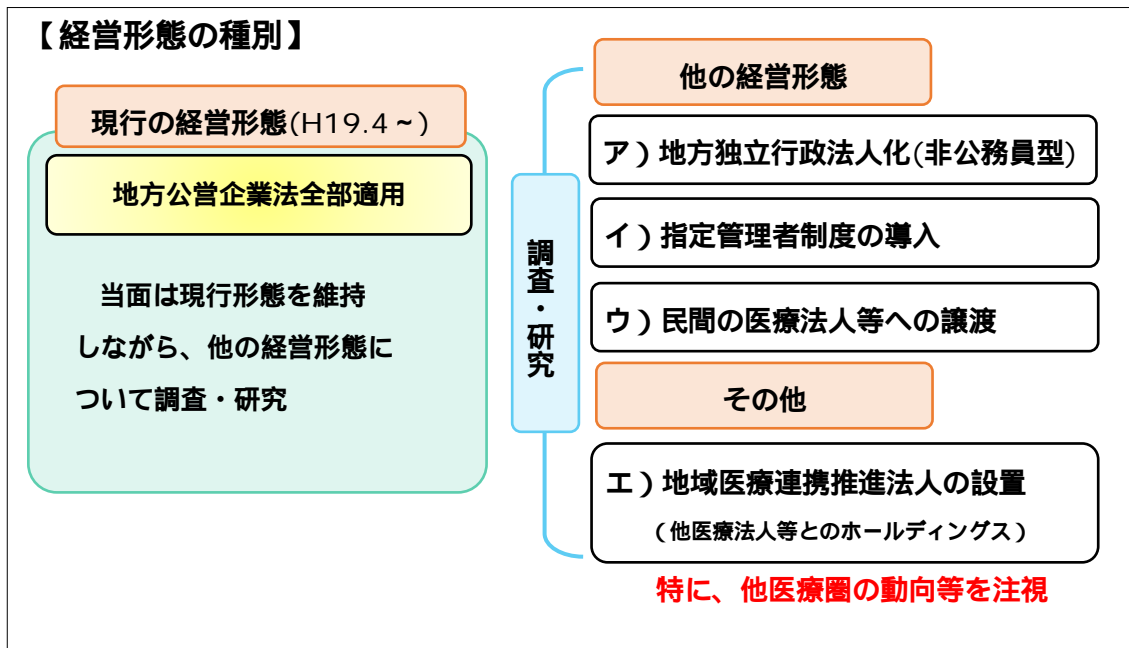 【経営形態の種別】
現行の経営形態(H19.4～)
地方公営企業法全部適用
当面は現行形態を維持
しながら、他の経営形態に
ついて調査・研究
調査・研究
他の経営形態
ア）地方独立行政法人化(非公務員型)
イ）指定管理者制度の導入
ウ）民間の医療法人等への譲渡
その他
エ）地域医療連携推進法人の設置
（他医療法人等とのホールディングス）
特に、他医療圏の動向等を注視